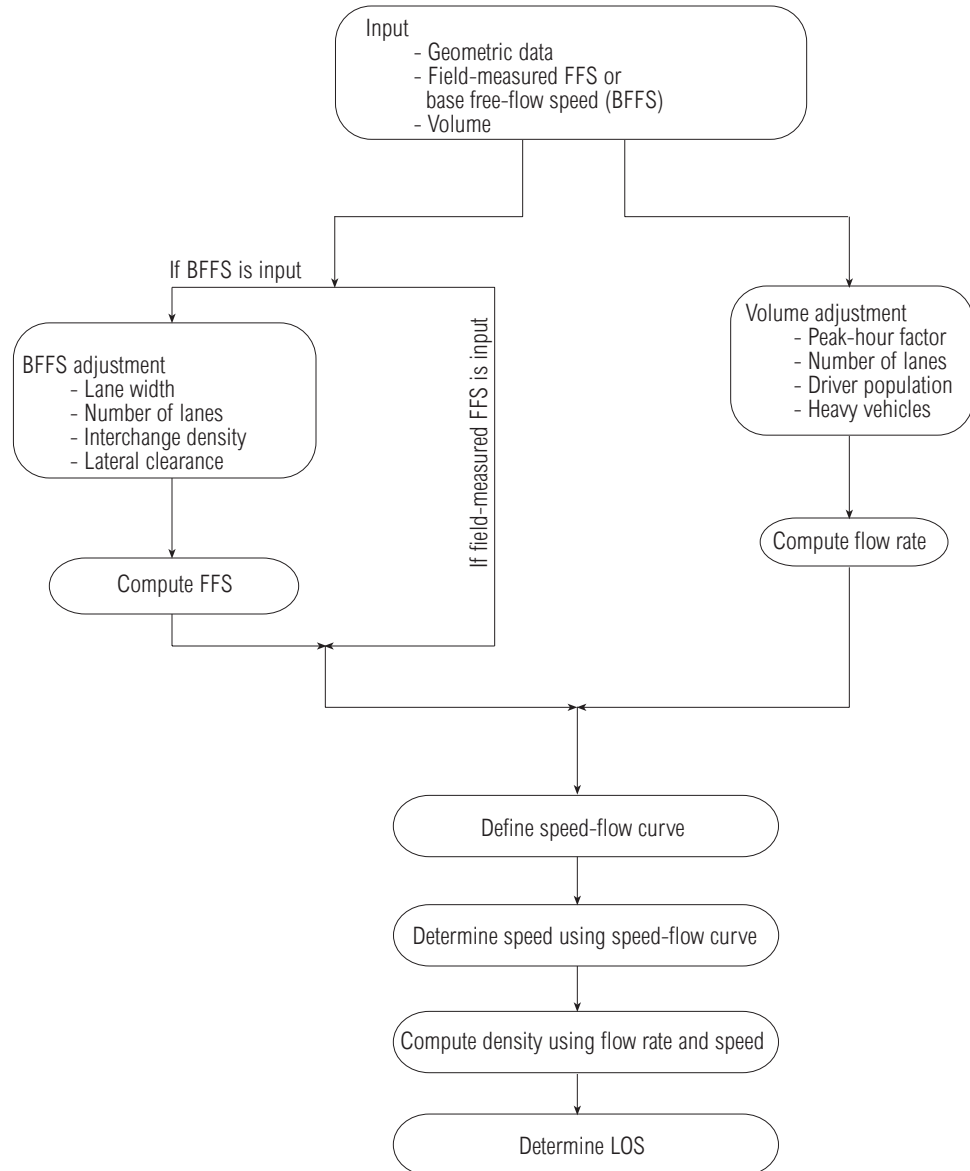 Input
- Geometric data
- Field-measured FFS or
base free-flow speed (BFFS)
- Volume
If BFFS is input
If field-measured FFS is input
BFFS adjustment
- Lane width
- Number of lanes
- Interchange density
- Lateral clearance
Volume adjustment
- Peak-hour factor
- Number of lanes
- Driver population
- Heavy vehicles
Compute FFS
Compute flow rate
Define speed-flow curve
Determine speed using speed-flow curve
Compute density using flow rate and speed
Determine LOS